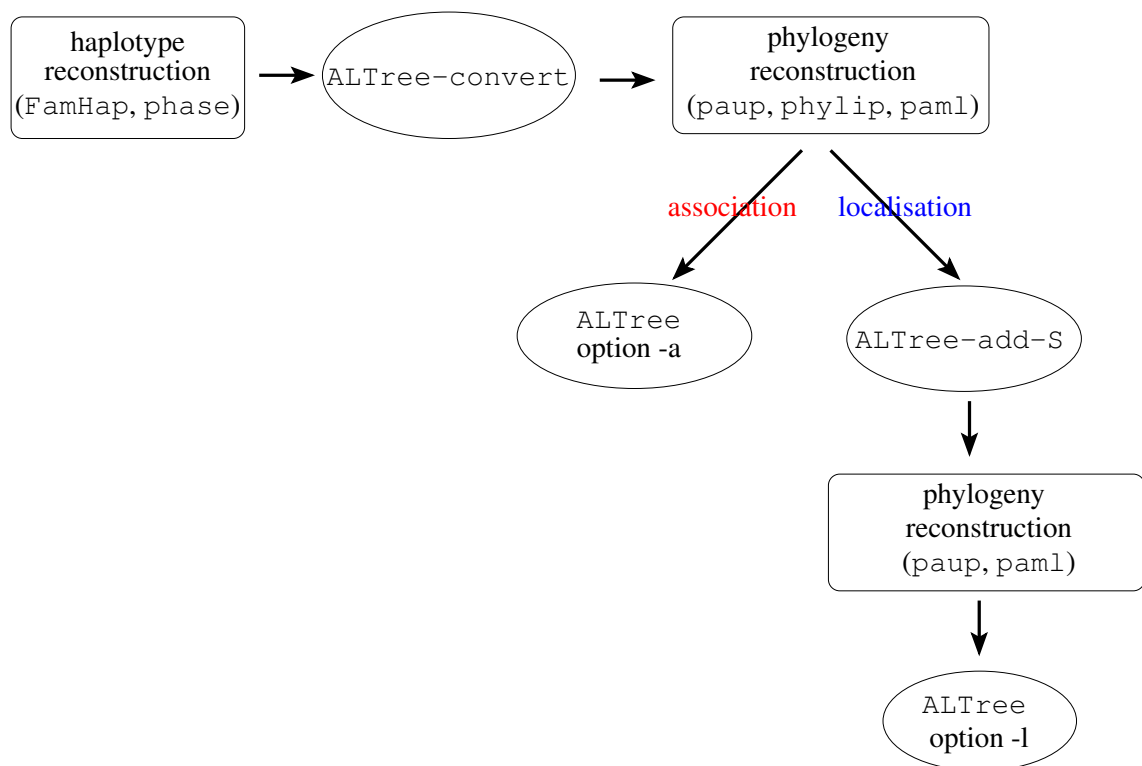 haplotype
reconstruction
(FamHap, phase)
ALTree-convert
phylogeny
reconstruction
(paup, phylip, paml)
association
localisation
ALTree
option -a
ALTree-add-S
phylogeny
reconstruction
(paup, paml)
ALTree
option -l